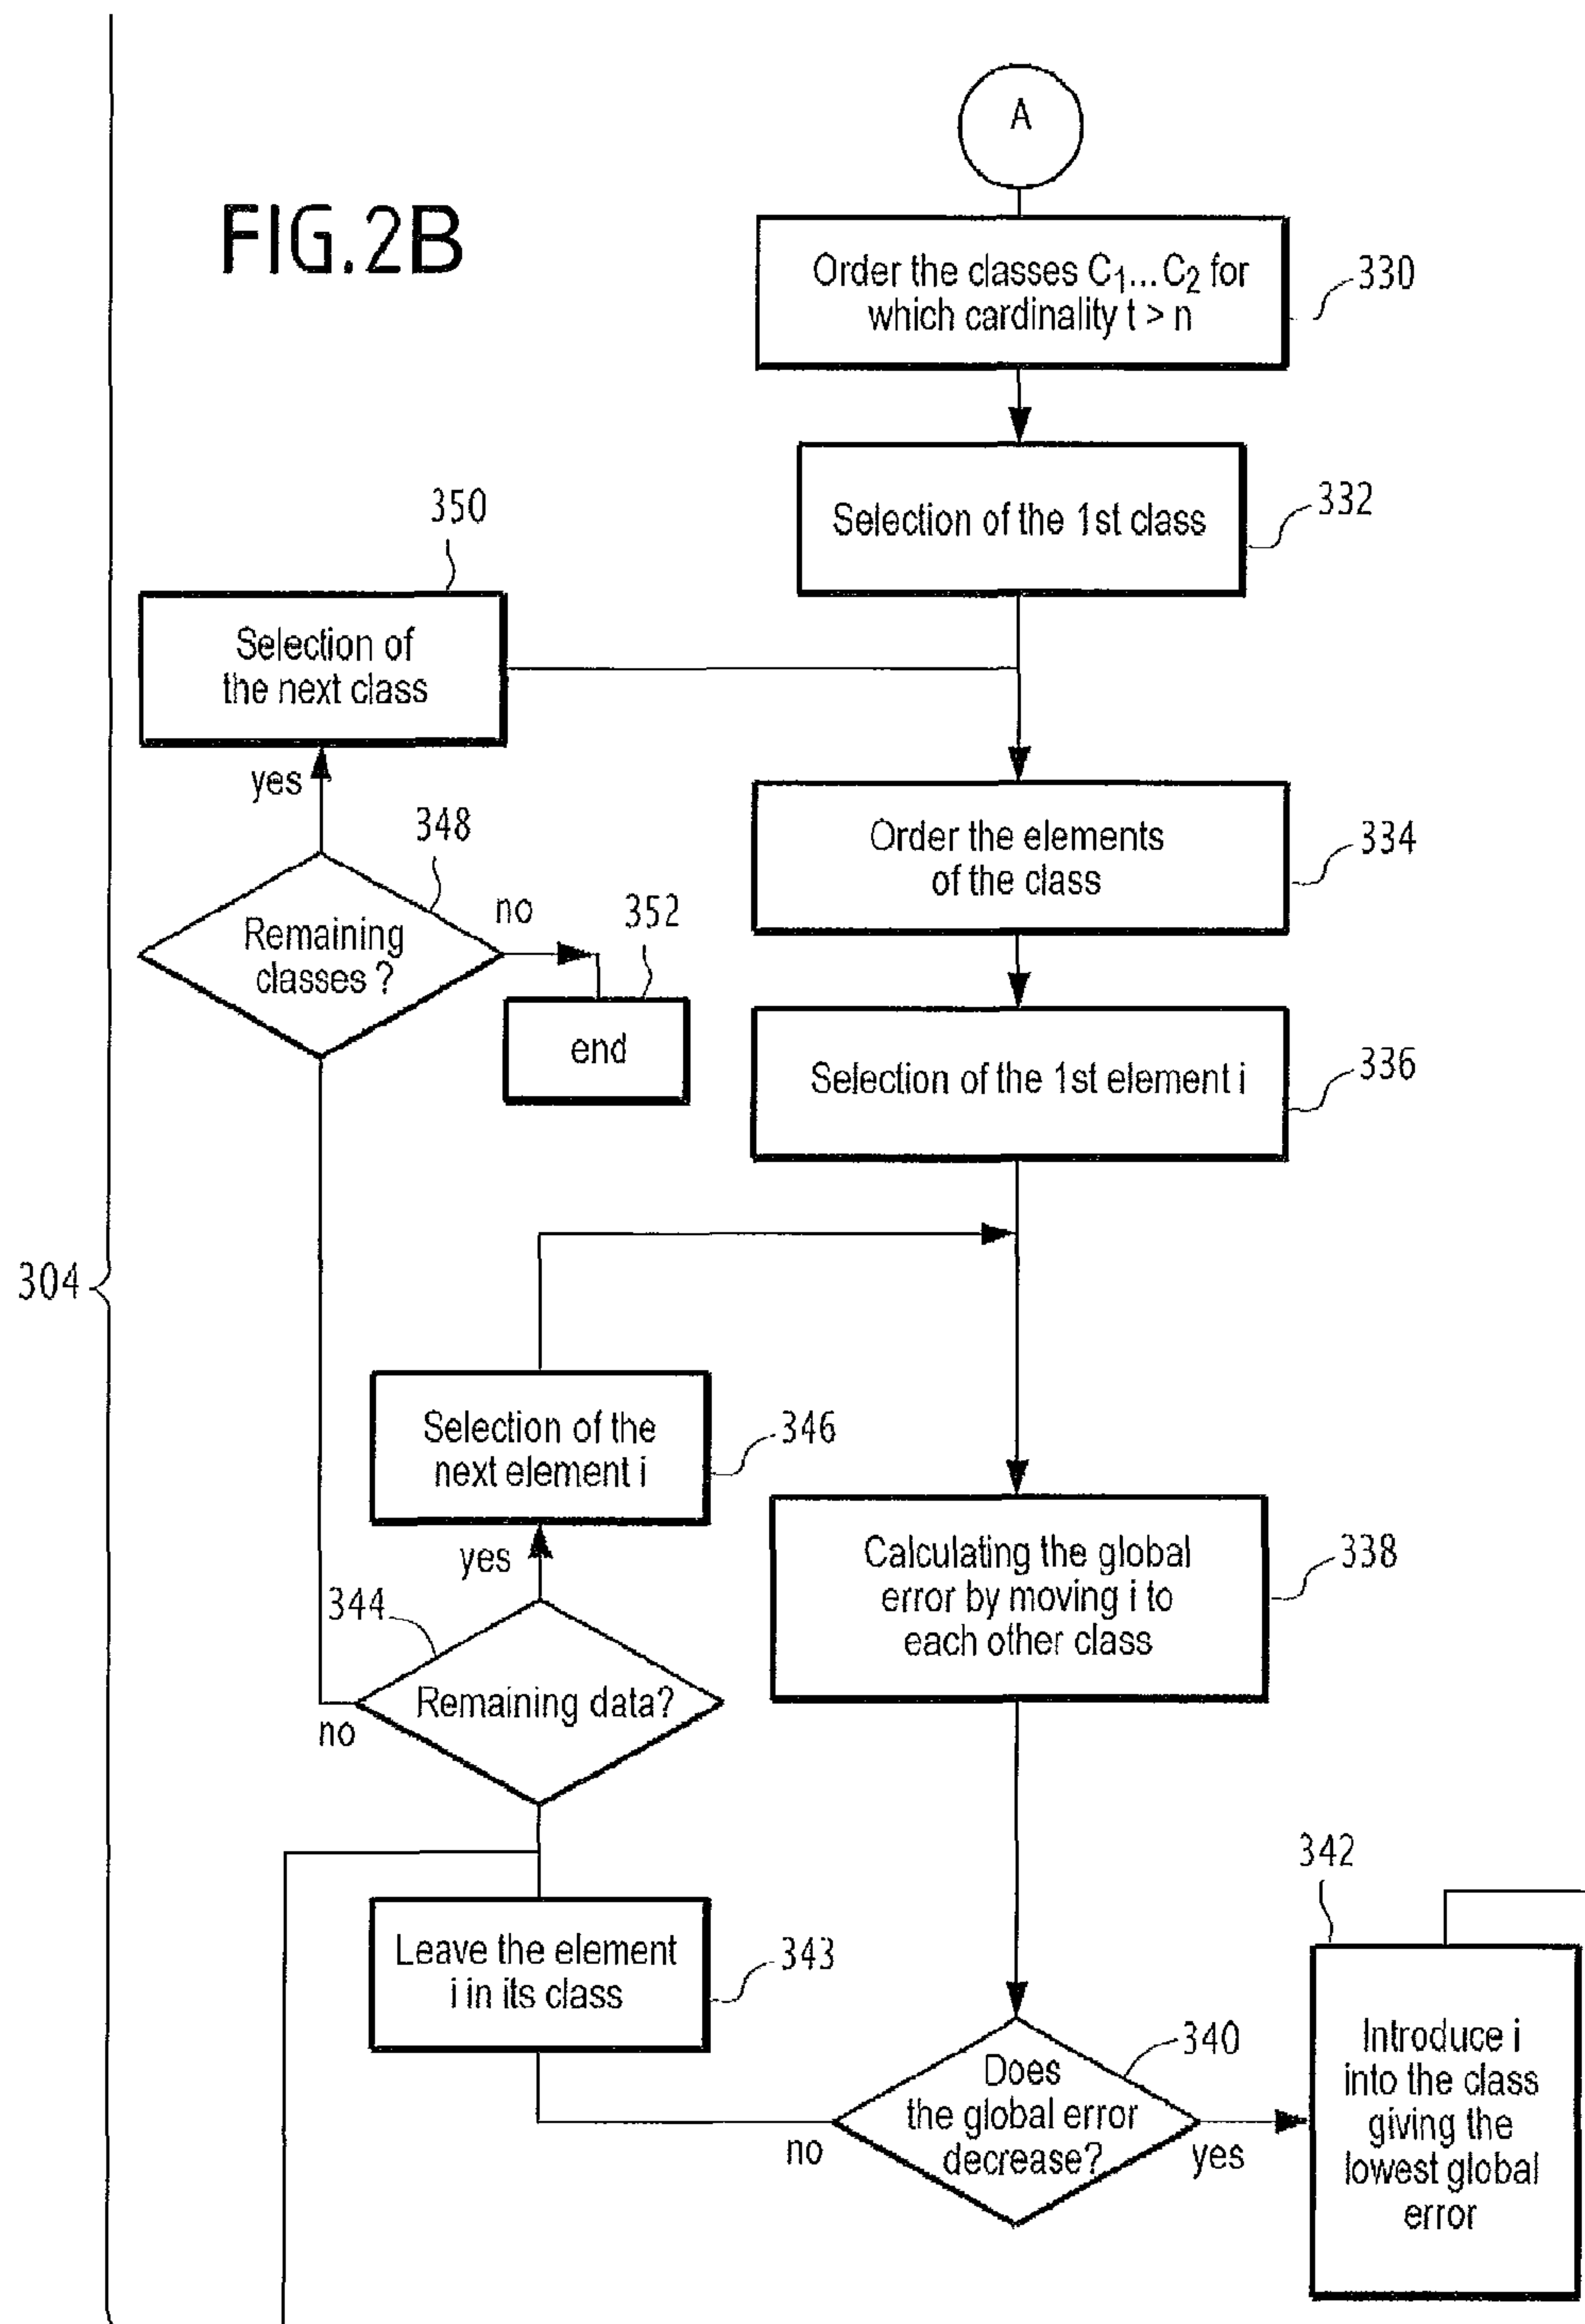 A
FIG.2B
Order the classes C₁...C₂ for
which cardinality t > n
330
Selection of the 1st class
332
350
Selection of
the next class
yes
348
Remaining
classes ?
no
352
end
Order the elements
of the class
334
Selection of the 1st element i
336
304
Selection of the
next element i
346
yes
344
Remaining data?
no
Calculating the global
error by moving i to
each other class
338
Leave the element
i in its class
343
340
Does
the global error
decrease?
no
yes
342
Introduce i
into the class
giving the
lowest global
error